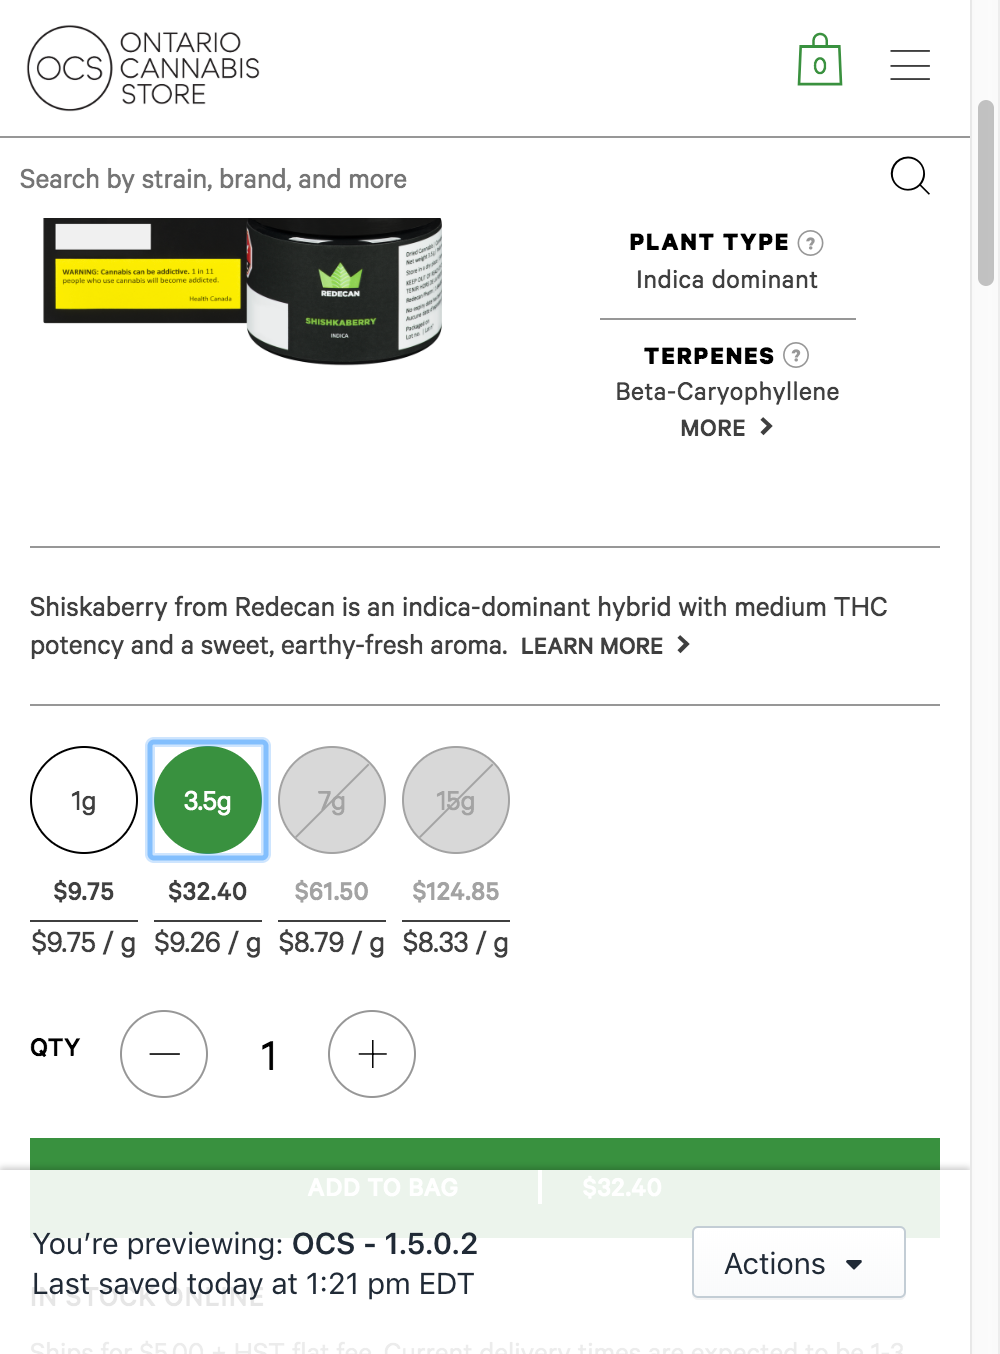 OCS
ONTARIO
CANNABIS
STORE
0
Search by strain, brand, and more
WARNING: Cannabis can be addictive. 1 in 11
people who use cannabis will become addicted.
Health Canada
REDECAN
SHISHKABERRY
INDICA
PLANT TYPE ?
Indica dominant
TERPENES ?
Beta-Caryophyllene
MORE
Shiskaberry from Redecan is an indica-dominant hybrid with medium THC
potency and a sweet, earthy-fresh aroma. LEARN MORE
1g 3.5g 7g 15g
$9.75 $32.40 $61.50 $124.85
$9.75 / g $9.26 / g $8.79 / g $8.33 / g
QTY 1
ADD TO BAG $32.40
You’re previewing: OCS - 1.5.0.2
Last saved today at 1:21 pm EDT
Actions
IN STOCK ONLINE
Ships for $5.00 + HST flat fee. Current delivery times are expected to be 1-3